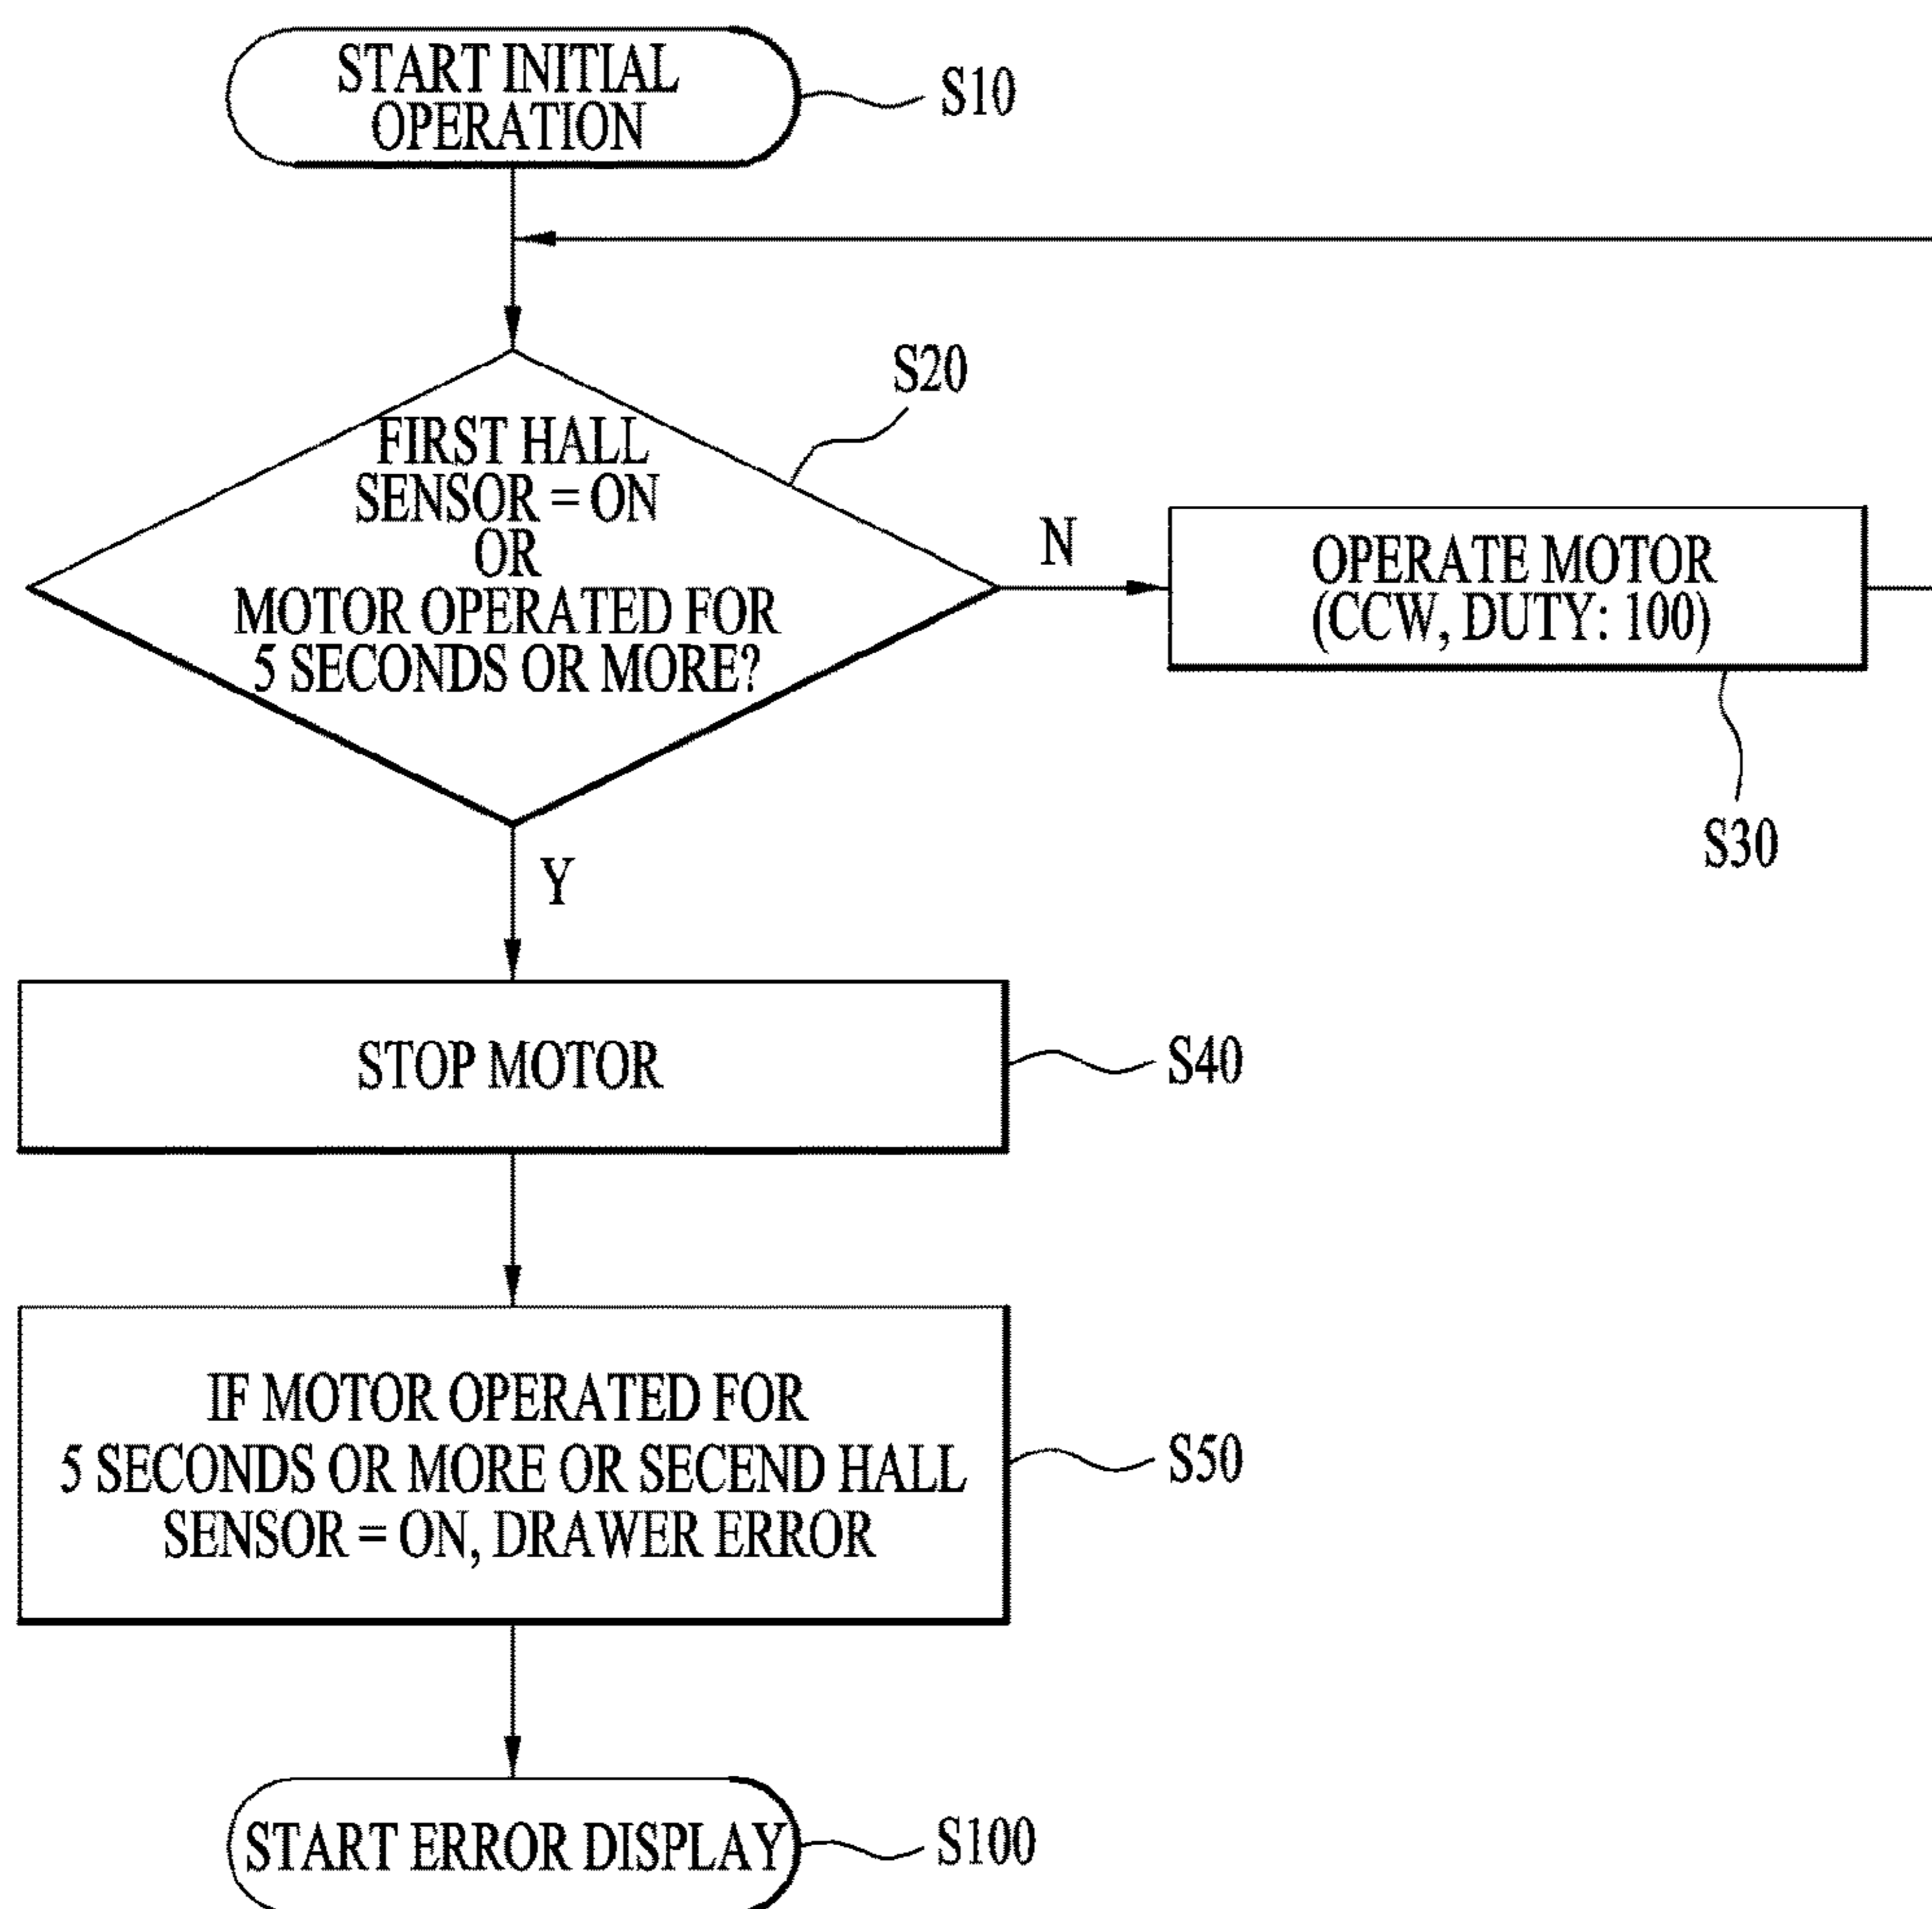 START INITIAL
OPERATION
S10
S20
FIRST HALL
SENSOR = ON
OR
MOTOR OPERATED FOR
5 SECONDS OR MORE?
N
OPERATE MOTOR
(CCW, DUTY: 100)
S30
Y
STOP MOTOR
S40
IF MOTOR OPERATED FOR
5 SECONDS OR MORE OR SECEND HALL
SENSOR = ON, DRAWER ERROR
S50
START ERROR DISPLAY
S100